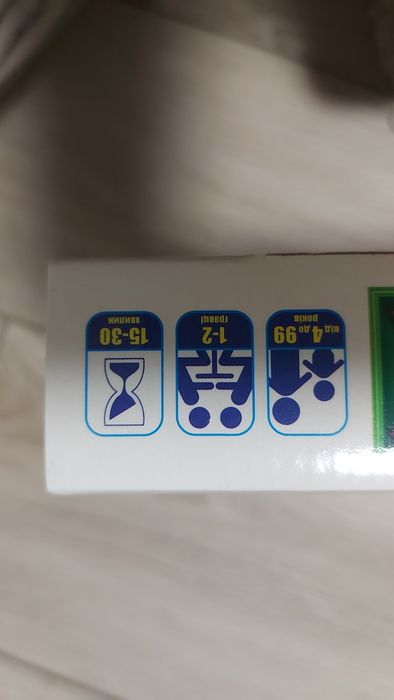 від 4 до 99
років
1-2
гравці
15-30
хвилин